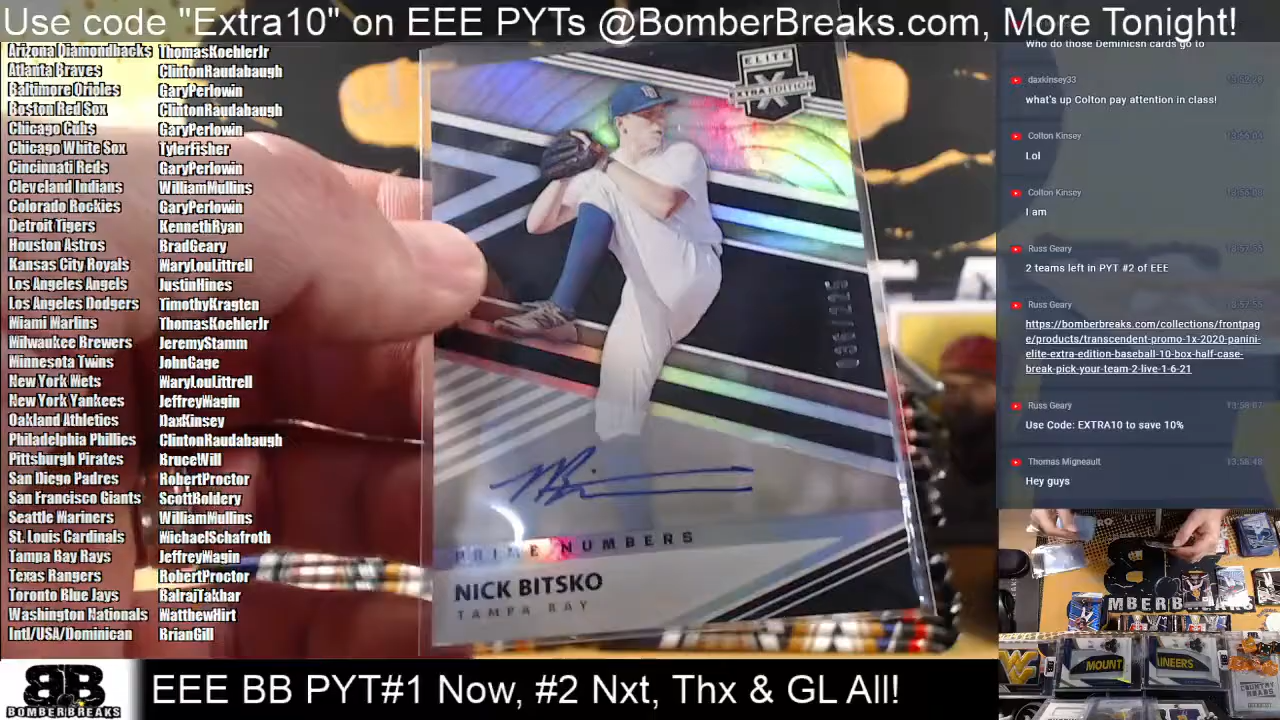 Use code "Extra10" on EEE PYTs @BomberBreaks.com, More Tonight!
Arizona Diamondbacks ThomasKoehlerJr
Atlanta Braves ClintonRaudabaugh
Baltimore Orioles GaryPerlowin
Boston Red Sox ClintonRaudabaugh
Chicago Cubs GaryPerlowin
Chicago White Sox TylerFisher
Cincinnati Reds GaryPerlowin
Cleveland Indians WilliamMullins
Colorado Rockies GaryPerlowin
Detroit Tigers KennethRyan
Houston Astros BradGeary
Kansas City Royals MaryLouLittrell
Los Angeles Angels JustinHines
Los Angeles Dodgers TimothyKragten
Miami Marlins ThomasKoehlerJr
Milwaukee Brewers JeremyStamm
Minnesota Twins JohnGage
New York Mets MaryLouLittrell
New York Yankees JeffreyWagin
Oakland Athletics DaxKinsey
Philadelphia Phillies ClintonRaudabaugh
Pittsburgh Pirates BruceWill
San Diego Padres RobertProctor
San Francisco Giants ScottBoldery
Seattle Mariners WilliamMullins
St. Louis Cardinals MichaelSchafroth
Tampa Bay Rays JeffreyWagin
Texas Rangers RobertProctor
Toronto Blue Jays BalrajTakhar
Washington Nationals MatthewHirt
Intl/USA/Dominican BrianGill
ELITE
EXTRA EDITION
X
PRIME NUMBERS
NICK BITSKO
TAMPA BAY
Who do those Deminicsn cards go to
daxkinsey33
what's up Colton pay attention in class!
Colton Kinsey
Lol
Colton Kinsey
I am
Russ Geary
2 teams left in PYT #2 of EEE
Russ Geary
https://bomberbreaks.com/collections/frontpag
e/products/transcendent-promo-1x-2020-panini-
elite-extra-edition-baseball-10-box-half-case-
break-pick-your-team-2-live-1-6-21
Russ Geary
Use Code: EXTRA10 to save 10%
Thomas Migneault
Hey guys
MBERBREAKS
MOUNT
INEERS
BB
BOMBERBREAKS
EEE BB PYT#1 Now, #2 Nxt, Thx & GL All!